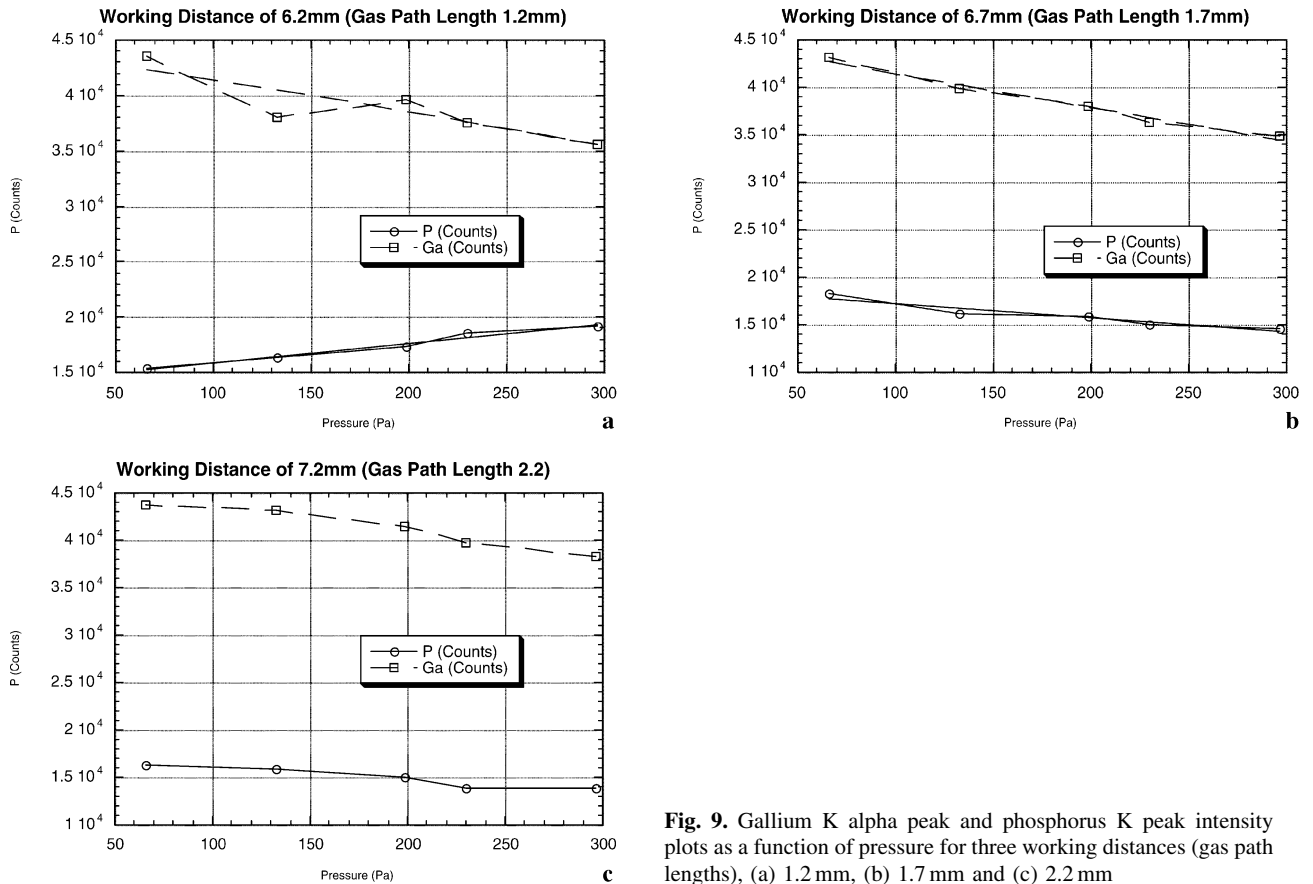 Working Distance of 6.2mm (Gas Path Length 1.2mm)
4.5 10^4
4 10^4
3.5 10^4
3 10^4
2.5 10^4
2 10^4
1.5 10^4
P (Counts)
P (Counts)
- Ga (Counts)
50 100 150 200 250 300
Pressure (Pa)
a
Working Distance of 6.7mm (Gas Path Length 1.7mm)
4.5 10^4
4 10^4
3.5 10^4
3 10^4
2.5 10^4
2 10^4
1.5 10^4
1 10^4
P (Counts)
P (Counts)
- Ga (Counts)
50 100 150 200 250 300
Pressure (Pa)
b
Working Distance of 7.2mm (Gas Path Length 2.2)
4.5 10^4
4 10^4
3.5 10^4
3 10^4
2.5 10^4
2 10^4
1.5 10^4
1 10^4
P (Counts)
P (Counts)
- Ga (Counts)
50 100 150 200 250 300
Pressure (Pa)
c
Fig. 9. Gallium K alpha peak and phosphorus K peak intensity
plots as a function of pressure for three working distances (gas path
lengths), (a) 1.2 mm, (b) 1.7 mm and (c) 2.2 mm